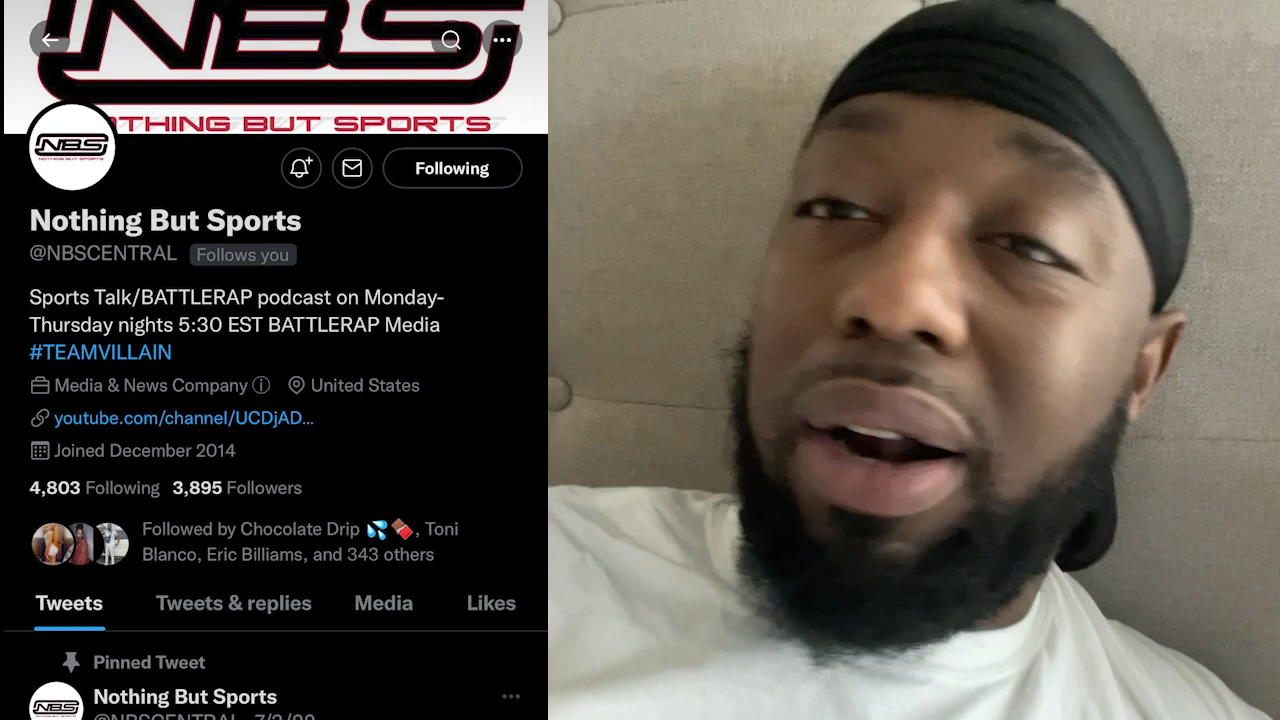 NBS
NOTHING BUT SPORTS
NBS
NOTHING BUT SPORTS
Following
Nothing But Sports
@NBSCENTRAL Follows you
Sports Talk/BATTLERAP podcast on Monday-
Thursday nights 5:30 EST BATTLERAP Media
#TEAMVILLAIN
Media & News Company United States
youtube.com/channel/UCDjAD...
Joined December 2014
4,803 Following 3,895 Followers
Followed by Chocolate Drip 💦🍫, Toni
Blanco, Eric Billiams, and 343 others
Tweets Tweets & replies Media Likes
Pinned Tweet
NBS
Nothing But Sports
@NBSCENTRAL